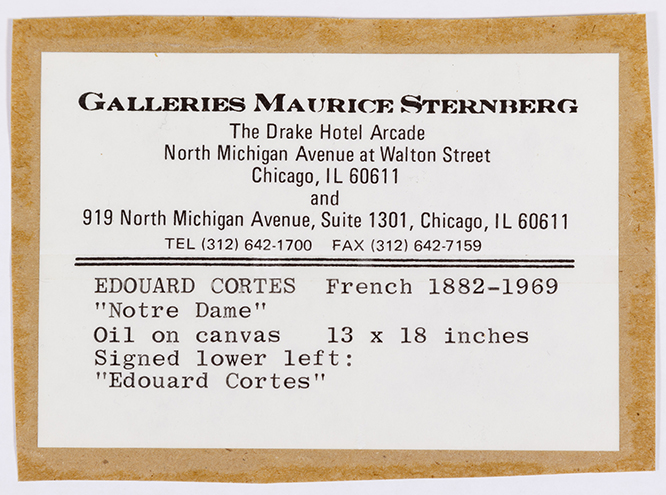 GALLERIES MAURICE STERNBERG
The Drake Hotel Arcade
North Michigan Avenue at Walton Street
Chicago, IL 60611
and
919 North Michigan Avenue, Suite 1301, Chicago, IL 60611
TEL (312) 642-1700 FAX (312) 642-7159
EDOUARD CORTES French 1882-1969
"Notre Dame"
Oil on canvas 13 x 18 inches
Signed lower left:
"Edouard Cortes"